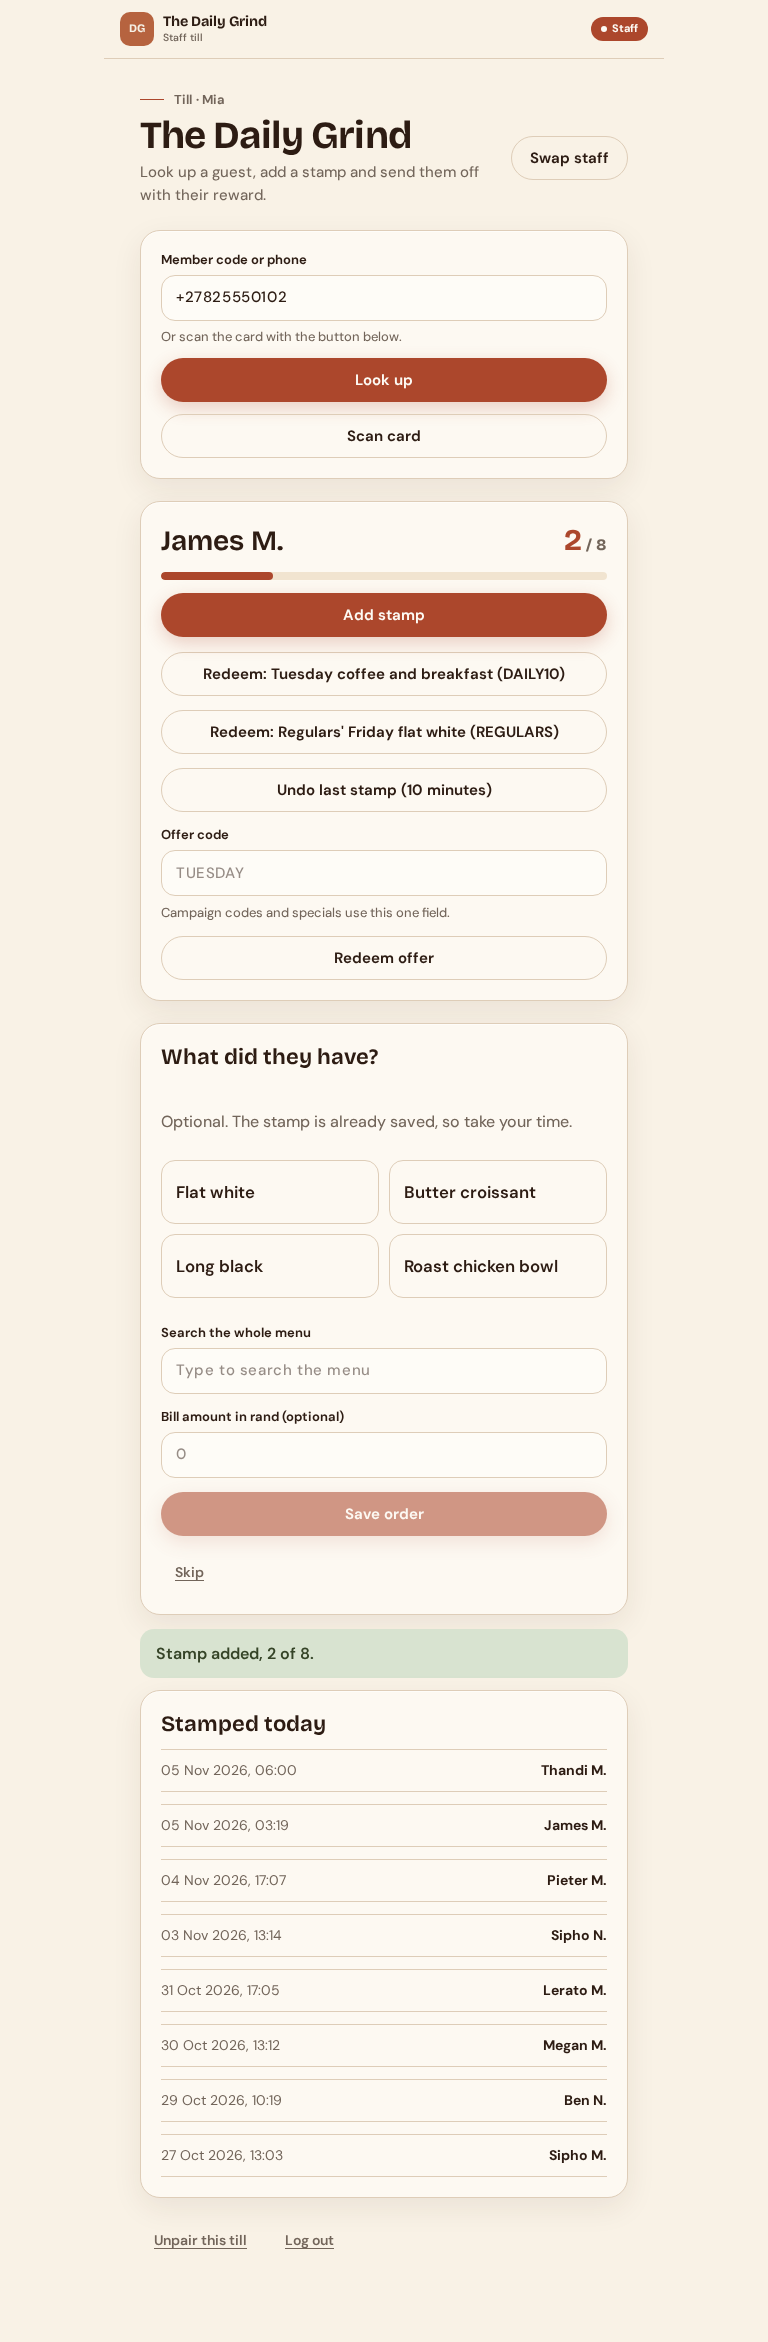 DG
The Daily Grind
Staff till
Staff
Till · Mia
The Daily Grind
Swap staff
Look up a guest, add a stamp and send them off
with their reward.
Member code or phone
+27825550102
Or scan the card with the button below.
Look up
Scan card
James M.
2 / 8
Add stamp
Redeem: Tuesday coffee and breakfast (DAILY10)
Redeem: Regulars' Friday flat white (REGULARS)
Undo last stamp (10 minutes)
Offer code
TUESDAY
Campaign codes and specials use this one field.
Redeem offer
What did they have?
Optional. The stamp is already saved, so take your time.
Flat white
Butter croissant
Long black
Roast chicken bowl
Search the whole menu
Type to search the menu
Bill amount in rand (optional)
0
Save order
Skip
Stamp added, 2 of 8.
Stamped today
05 Nov 2026, 06:00 Thandi M.
05 Nov 2026, 03:19 James M.
04 Nov 2026, 17:07 Pieter M.
03 Nov 2026, 13:14 Sipho N.
31 Oct 2026, 17:05 Lerato M.
30 Oct 2026, 13:12 Megan M.
29 Oct 2026, 10:19 Ben N.
27 Oct 2026, 13:03 Sipho M.
Unpair this till Log out